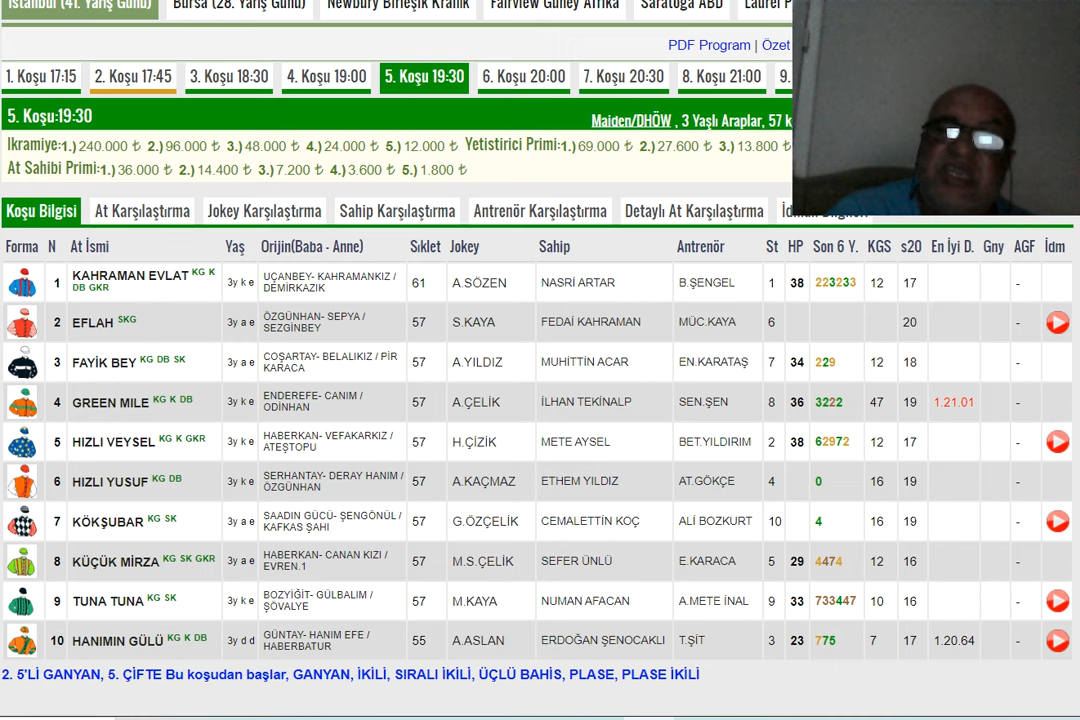 İstanbul (41. Yarış Günü) Bursa (28. Yarış Günü) Newbury Birleşik Krallık Fairview Güney Afrika Saratoga ABD Laurel P
PDF Program | Özet
1. Koşu 17:15 2. Koşu 17:45 3. Koşu 18:30 4. Koşu 19:00 5. Koşu 19:30 6. Koşu 20:00 7. Koşu 20:30 8. Koşu 21:00 9.
5. Koşu:19:30 Maiden/DHÖW , 3 Yaşlı Araplar, 57 k
Ikramiye:1.)240.000 ₺ 2.)96.000 ₺ 3.)48.000 ₺ 4.)24.000 ₺ 5.)12.000 ₺ Yetistirici Primi:1.)69.000 ₺ 2.)27.600 ₺ 3.)13.800 ₺
At Sahibi Primi:1.)36.000 ₺ 2.)14.400 ₺ 3.)7.200 ₺ 4.)3.600 ₺ 5.)1.800 ₺
Koşu Bilgisi At Karşılaştırma Jokey Karşılaştırma Sahip Karşılaştırma Antrenör Karşılaştırma Detaylı At Karşılaştırma
Forma N At İsmi Yaş Orijin(Baba - Anne) Sıklet Jokey Sahip Antrenör St HP Son 6 Y. KGS s20 En İyi D. Gny AGF İdm
1 KAHRAMAN EVLAT KG K DB GKR 3y k e UÇANBEY- KAHRAMANKIZ / DEMİRKAZIK 61 A.SÖZEN NASRİ ARTAR B.ŞENGEL 1 38 223233 12 17 -
2 EFLAH SKG 3y a e ÖZGÜNHAN- SEPYA / SEZGİNBEY 57 S.KAYA FEDAİ KAHRAMAN MÜC.KAYA 6 20 -
3 FAYİK BEY KG DB SK 3y a e COŞARTAY- BELALIKIZ / PİR KARACA 57 A.YILDIZ MUHİTTİN ACAR EN.KARATAŞ 7 34 229 12 18 -
4 GREEN MILE KG K DB 3y k e ENDEREFE- CANIM / ODİNHAN 57 A.ÇELİK İLHAN TEKİNALP SEN.ŞEN 8 36 3222 47 19 1.21.01 -
5 HIZLI VEYSEL KG K GKR 3y k e HABERKAN- VEFAKARKIZ / ATEŞTOPU 57 H.ÇİZİK METE AYSEL BET.YILDIRIM 2 38 62972 12 17 -
6 HIZLI YUSUF KG DB 3y k e SERHANTAY- DERAY HANIM / ÖZGÜNHAN 57 A.KAÇMAZ ETHEM YILDIZ AT.GÖKÇE 4 0 16 19 -
7 KÖKŞUBAR KG SK 3y a e SAADIN GÜCÜ- ŞENGÖNÜL / KAFKAS ŞAHI 57 G.ÖZÇELİK CEMALETTİN KOÇ ALİ BOZKURT 10 4 16 19 -
8 KÜÇÜK MİRZA KG SK GKR 3y a e HABERKAN- CANAN KIZI / EVREN.1 57 M.S.ÇELİK SEFER ÜNLÜ E.KARACA 5 29 4474 12 16 -
9 TUNA TUNA KG SK 3y k e BOZYİĞİT- GÜLBALIM / ŞÖVALYE 57 M.KAYA NUMAN AFACAN A.METE İNAL 9 33 733447 10 16 -
10 HANIMIN GÜLÜ KG K DB 3y d d GÜNTAY- HANIM EFE / HABERBATUR 55 A.ASLAN ERDOĞAN ŞENOCAKLI T.ŞİT 3 23 775 7 17 1.20.64 -
2. 5'Lİ GANYAN, 5. ÇİFTE Bu koşudan başlar, GANYAN, İKİLİ, SIRALI İKİLİ, ÜÇLÜ BAHİS, PLASE, PLASE İKİLİ